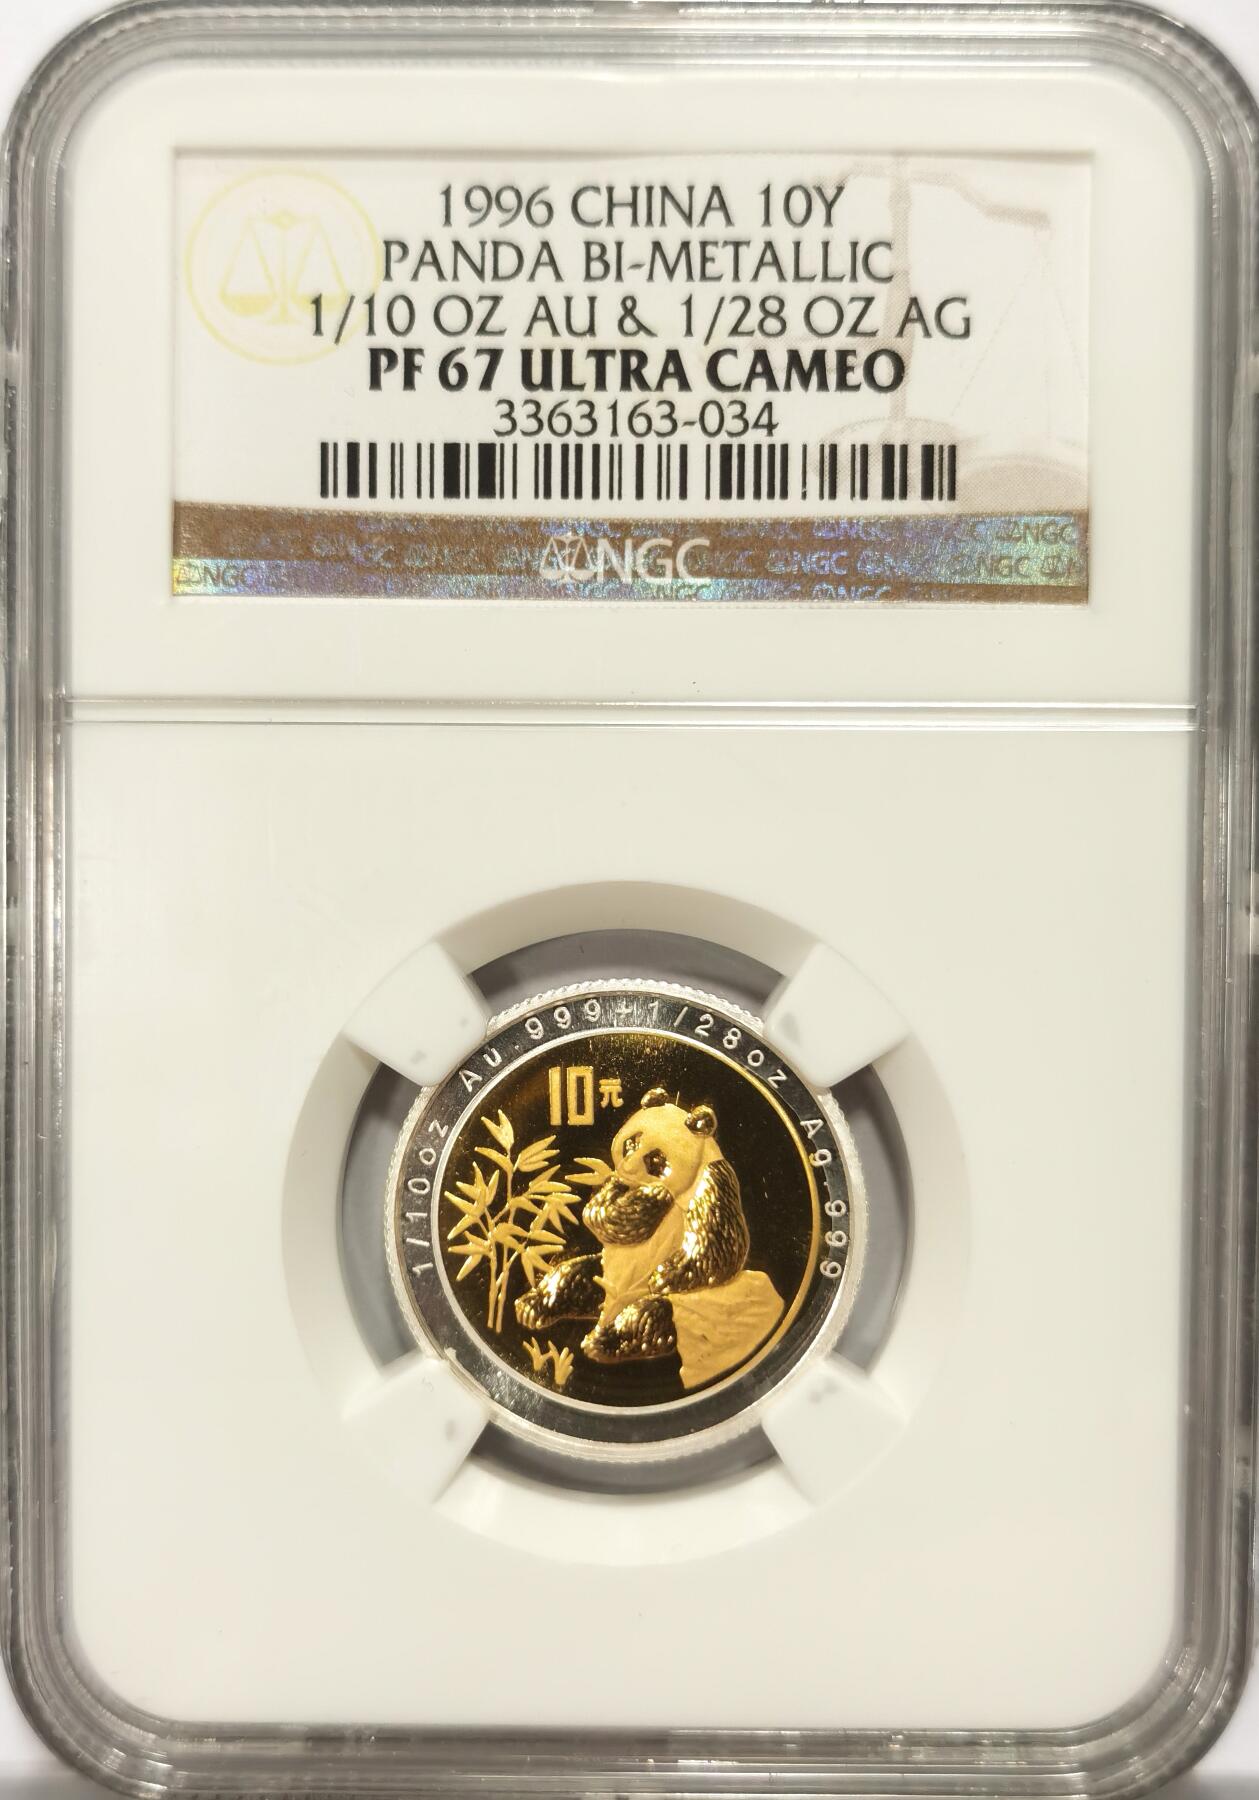 1996 CHINA 10Y
PANDA BI-METALLIC
1/10 OZ AU & 1/28 OZ AG
PF 67 ULTRA CAMEO
3363163-034
NGC
1/10oz Au.999+1/28oz Ag.999
10元